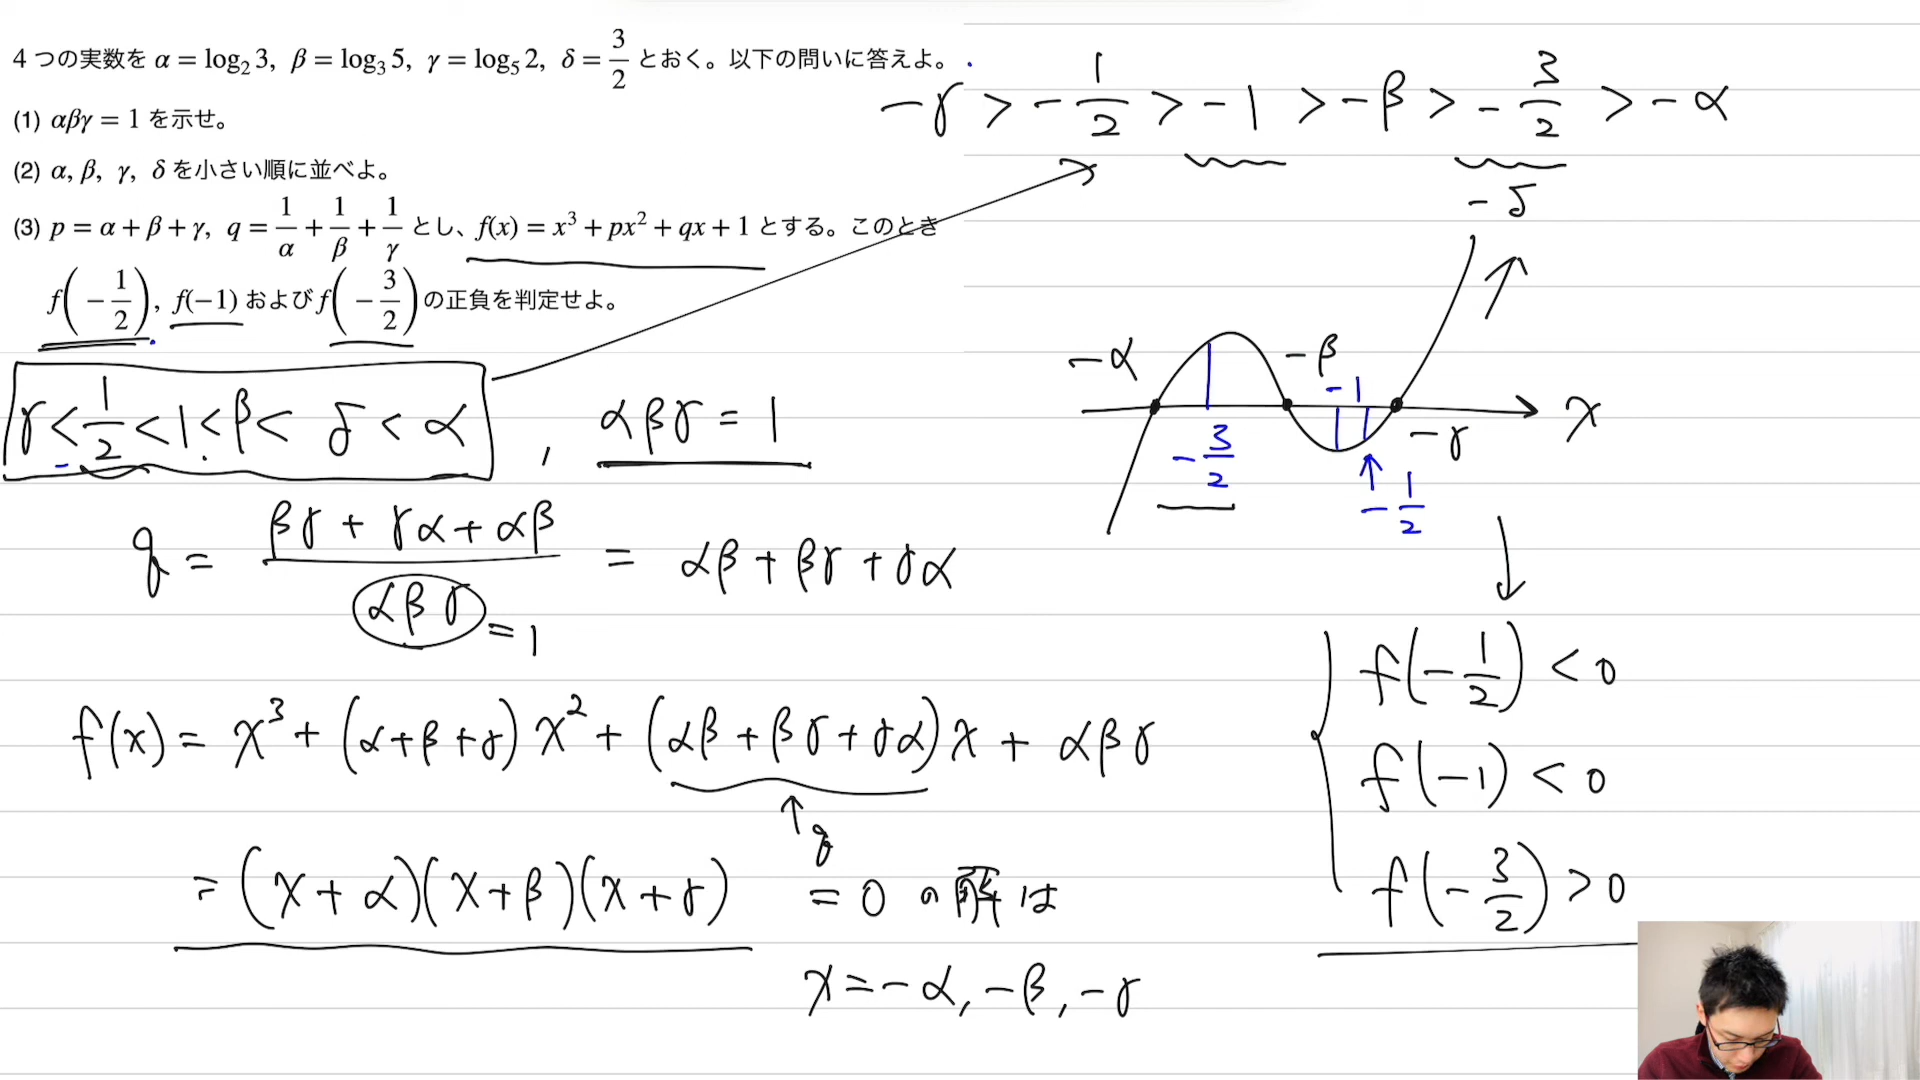 4つの実数を α = log₂3, β = log₃5, γ = log₅2, δ = 3/2 とおく。以下の問いに答えよ。
(1) αβγ = 1 を示せ。
(2) α, β, γ, δ を小さい順に並べよ。
(3) p = α + β + γ, q = 1/α + 1/β + 1/γ とし、f(x) = x³ + px² + qx + 1 とする。このとき
f(−1/2), f(−1) および f(−3/2) の正負を判定せよ。
γ < 1/2 < 1 < β < δ < α , αβγ = 1
q = (βγ + γα + αβ)/(αβγ) = αβ + βγ + γα
= 1
f(x) = x³ + (α+β+γ)x² + (αβ+βγ+γα)x + αβγ
↑ q
= (x+α)(x+β)(x+γ) = 0 の解は
x = −α, −β, −γ
−γ > −1/2 > −1 > −β > −3/2 > −α
−δ
−α −β −1 x
−3/2 −γ
−1/2
f(−1/2) < 0
f(−1) < 0
f(−3/2) > 0